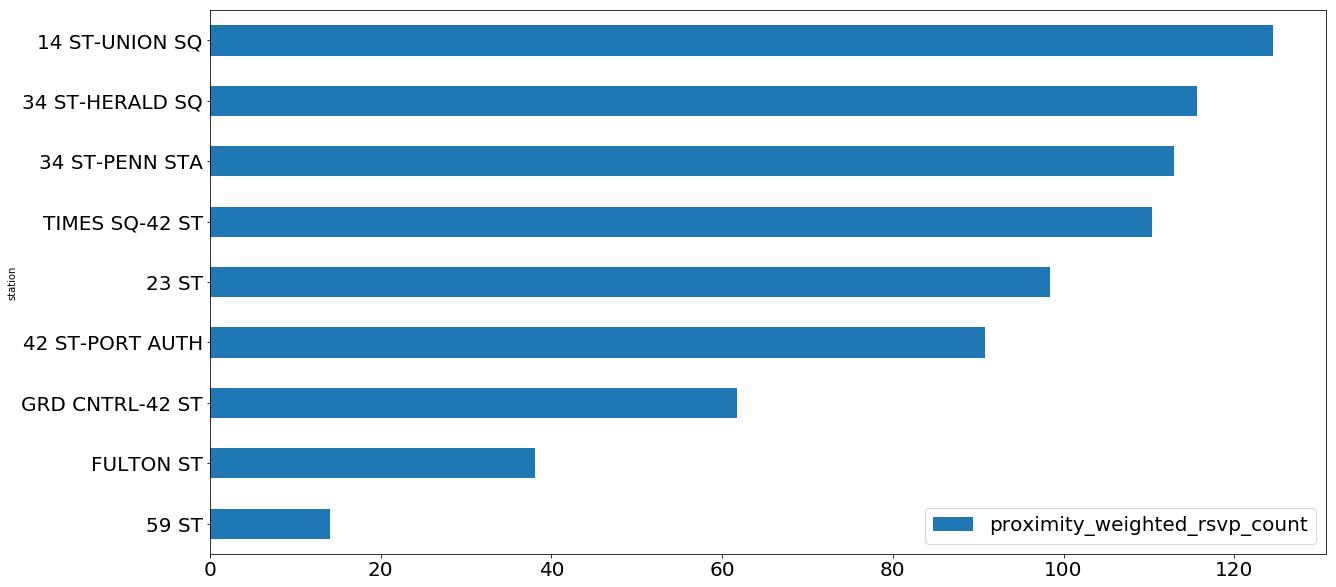 14 ST-UNION SQ
34 ST-HERALD SQ
34 ST-PENN STA
TIMES SQ-42 ST
23 ST
42 ST-PORT AUTH
GRD CNTRL-42 ST
FULTON ST
59 ST
station
proximity_weighted_rsvp_count
0 20 40 60 80 100 120